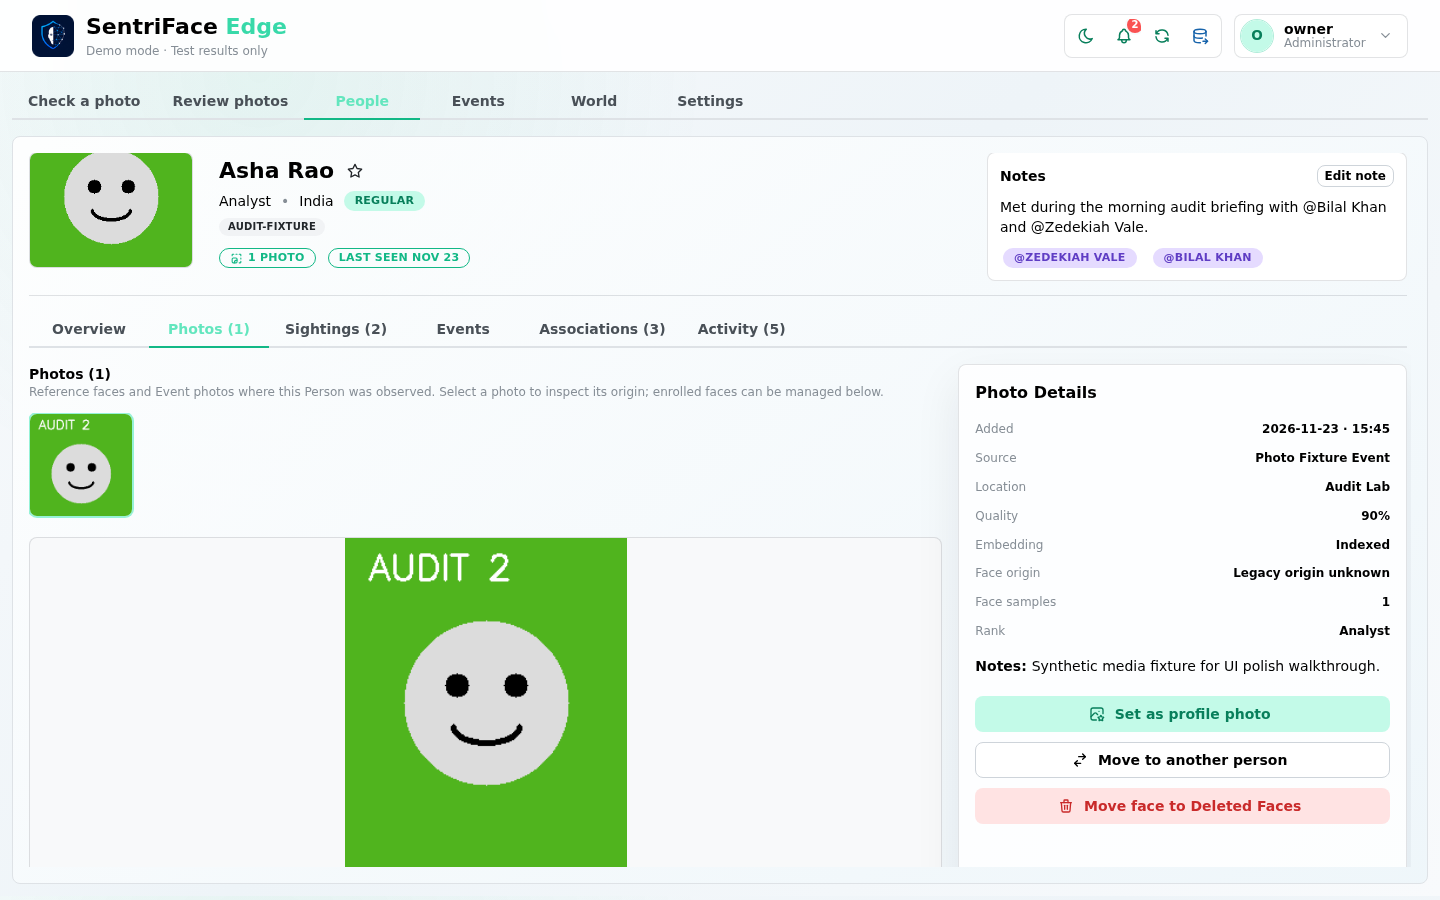 SentriFace Edge
Demo mode · Test results only
2
O
owner
Administrator
Check a photo
Review photos
People
Events
World
Settings
Asha Rao
Analyst • India REGULAR
AUDIT-FIXTURE
1 PHOTO
LAST SEEN NOV 23
Notes
Edit note
Met during the morning audit briefing with @Bilal Khan
and @Zedekiah Vale.
@ZEDEKIAH VALE
@BILAL KHAN
Overview
Photos (1)
Sightings (2)
Events
Associations (3)
Activity (5)
Photos (1)
Reference faces and Event photos where this Person was observed. Select a photo to inspect its origin; enrolled faces can be managed below.
AUDIT 2
AUDIT 2
Photo Details
Added 2026-11-23 · 15:45
Source Photo Fixture Event
Location Audit Lab
Quality 90%
Embedding Indexed
Face origin Legacy origin unknown
Face samples 1
Rank Analyst
Notes: Synthetic media fixture for UI polish walkthrough.
Set as profile photo
Move to another person
Move face to Deleted Faces